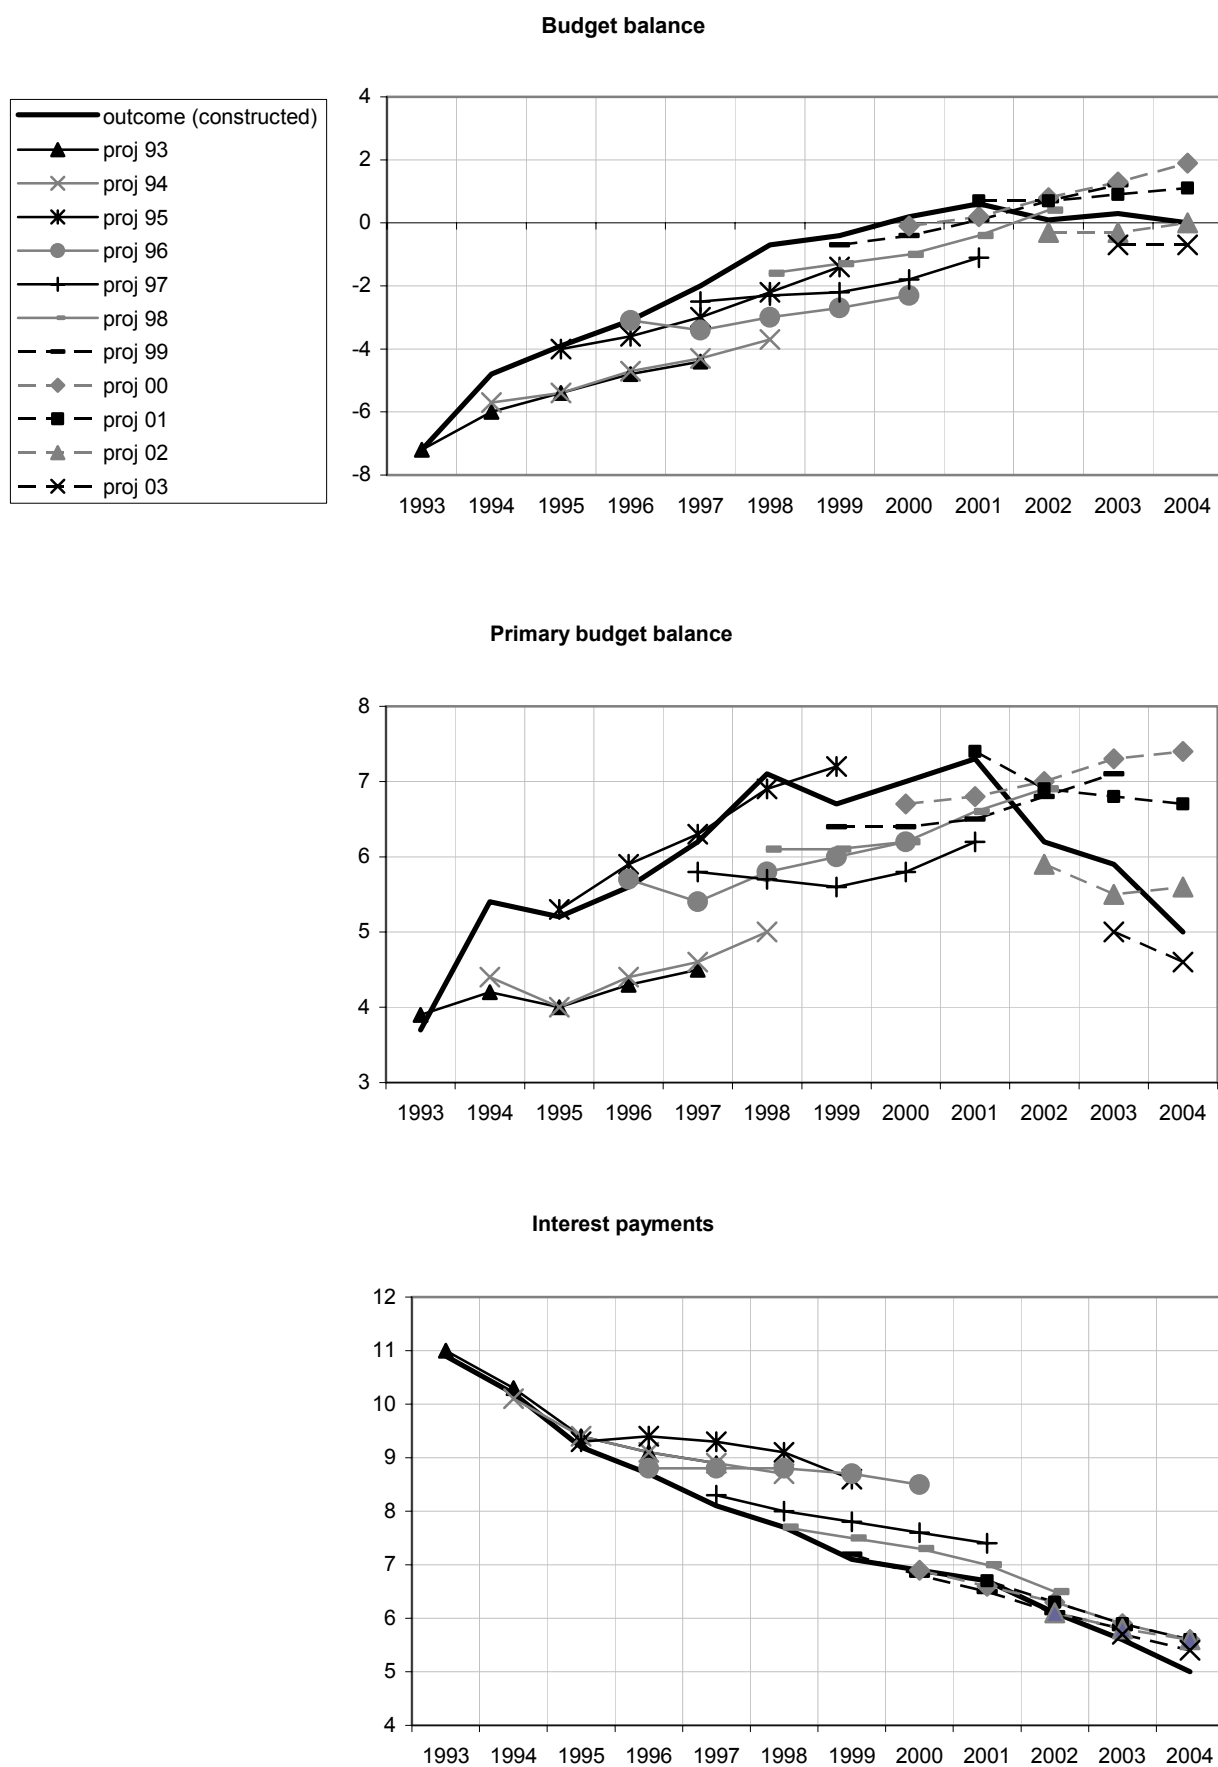 Budget balance
outcome (constructed)
proj 93
proj 94
proj 95
proj 96
proj 97
proj 98
proj 99
proj 00
proj 01
proj 02
proj 03
4
2
0
-2
-4
-6
-8
1993 1994 1995 1996 1997 1998 1999 2000 2001 2002 2003 2004
Primary budget balance
8
7
6
5
4
3
1993 1994 1995 1996 1997 1998 1999 2000 2001 2002 2003 2004
Interest payments
12
11
10
9
8
7
6
5
4
1993 1994 1995 1996 1997 1998 1999 2000 2001 2002 2003 2004